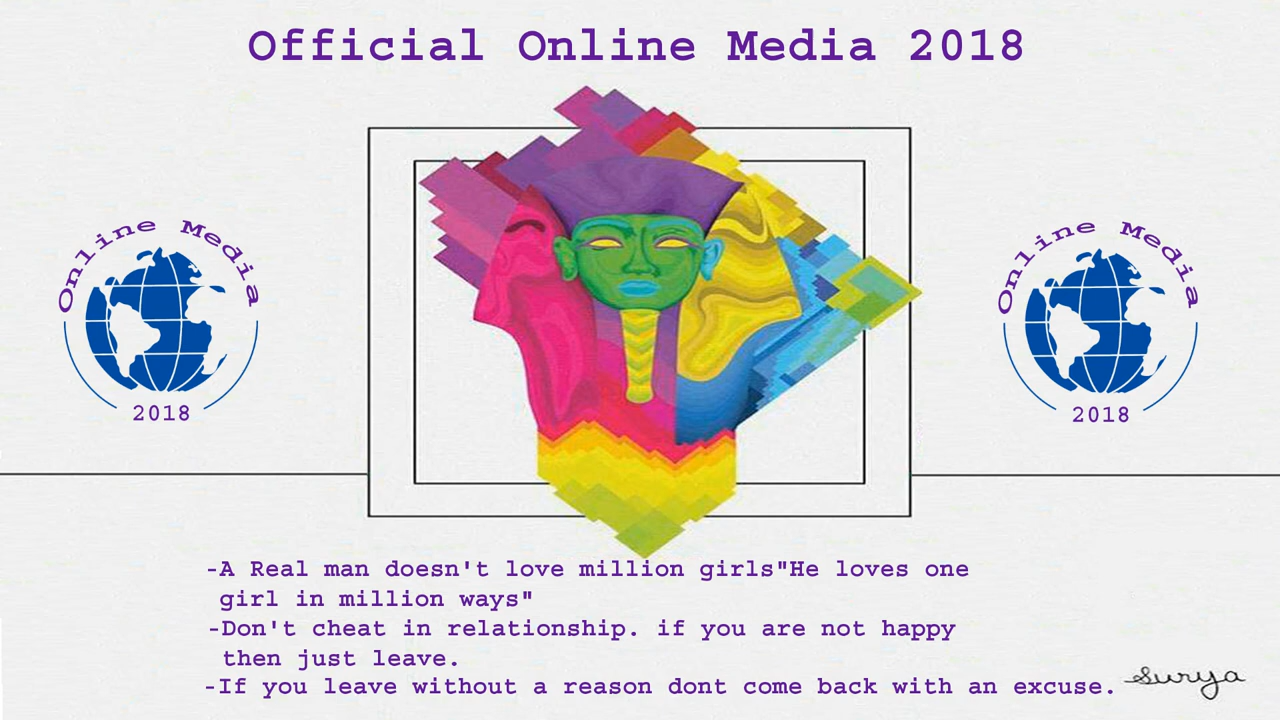 Official Online Media 2018
Online Media
2018
Online Media
2018
-A Real man doesn't love million girls"He loves one
girl in million ways"
-Don't cheat in relationship. if you are not happy
then just leave.
-If you leave without a reason dont come back with an excuse.
surya